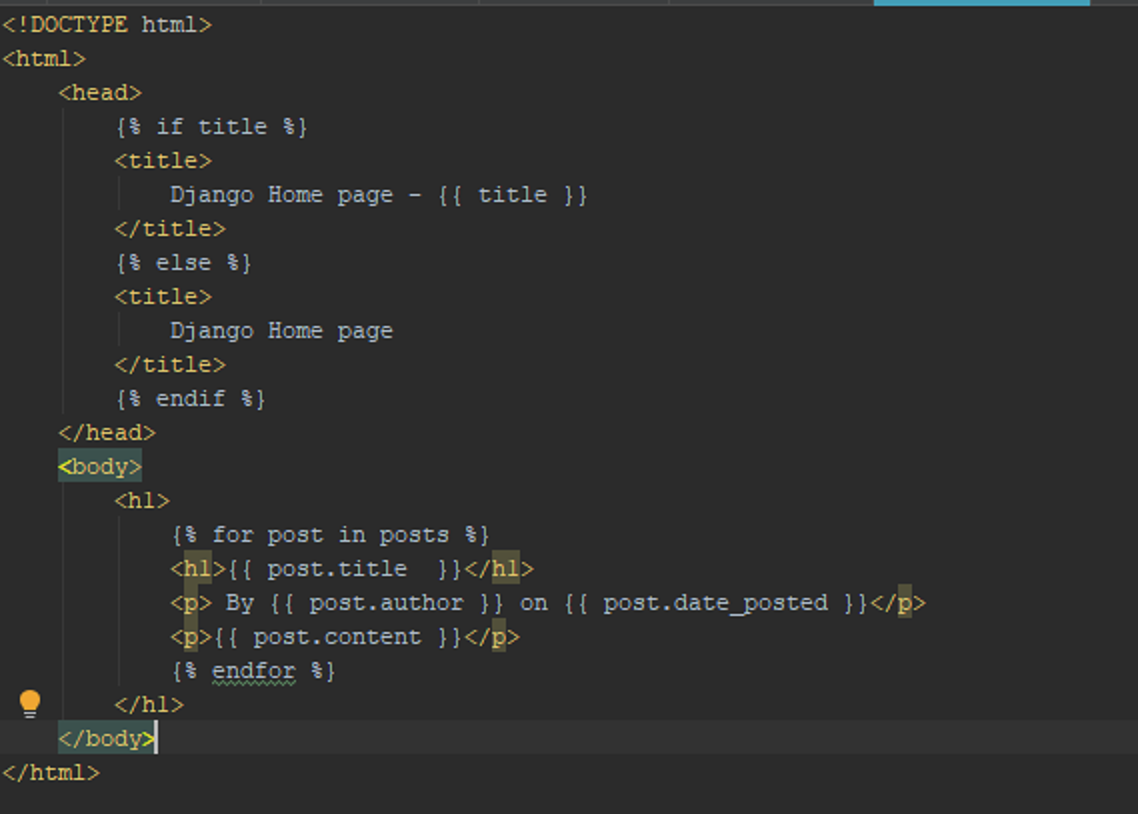 <!DOCTYPE html>
<html>
    <head>
        {% if title %}
        <title>
            Django Home page - {{ title }}
        </title>
        {% else %}
        <title>
            Django Home page
        </title>
        {% endif %}
    </head>
    <body>
        <h1>
            {% for post in posts %}
            <h1>{{ post.title  }}</h1>
            <p> By {{ post.author }} on {{ post.date_posted }}</p>
            <p>{{ post.content }}</p>
            {% endfor %}
        </h1>
    </body>
</html>